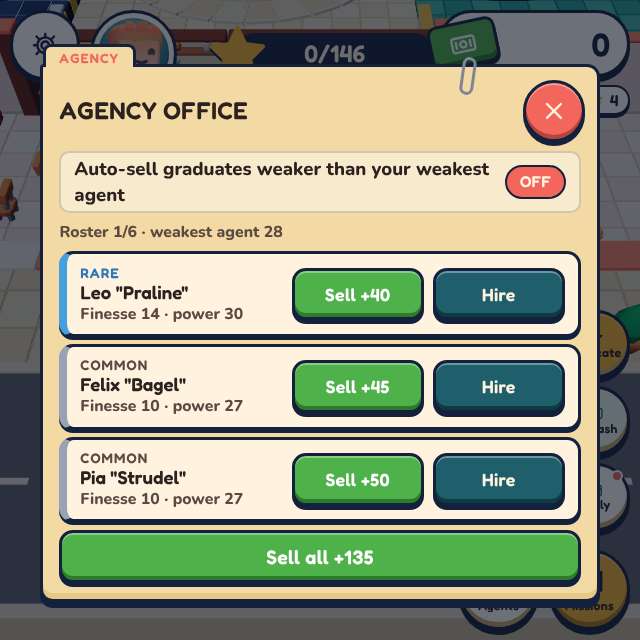 0/146
0
4
AGENCY
AGENCY OFFICE
Auto-sell graduates weaker than your weakest
agent
OFF
Roster 1/6 · weakest agent 28
RARE
Leo "Praline"
Finesse 14 · power 30
Sell +40
Hire
COMMON
Felix "Bagel"
Finesse 10 · power 27
Sell +45
Hire
COMMON
Pia "Strudel"
Finesse 10 · power 27
Sell +50
Hire
Sell all +135
Agents